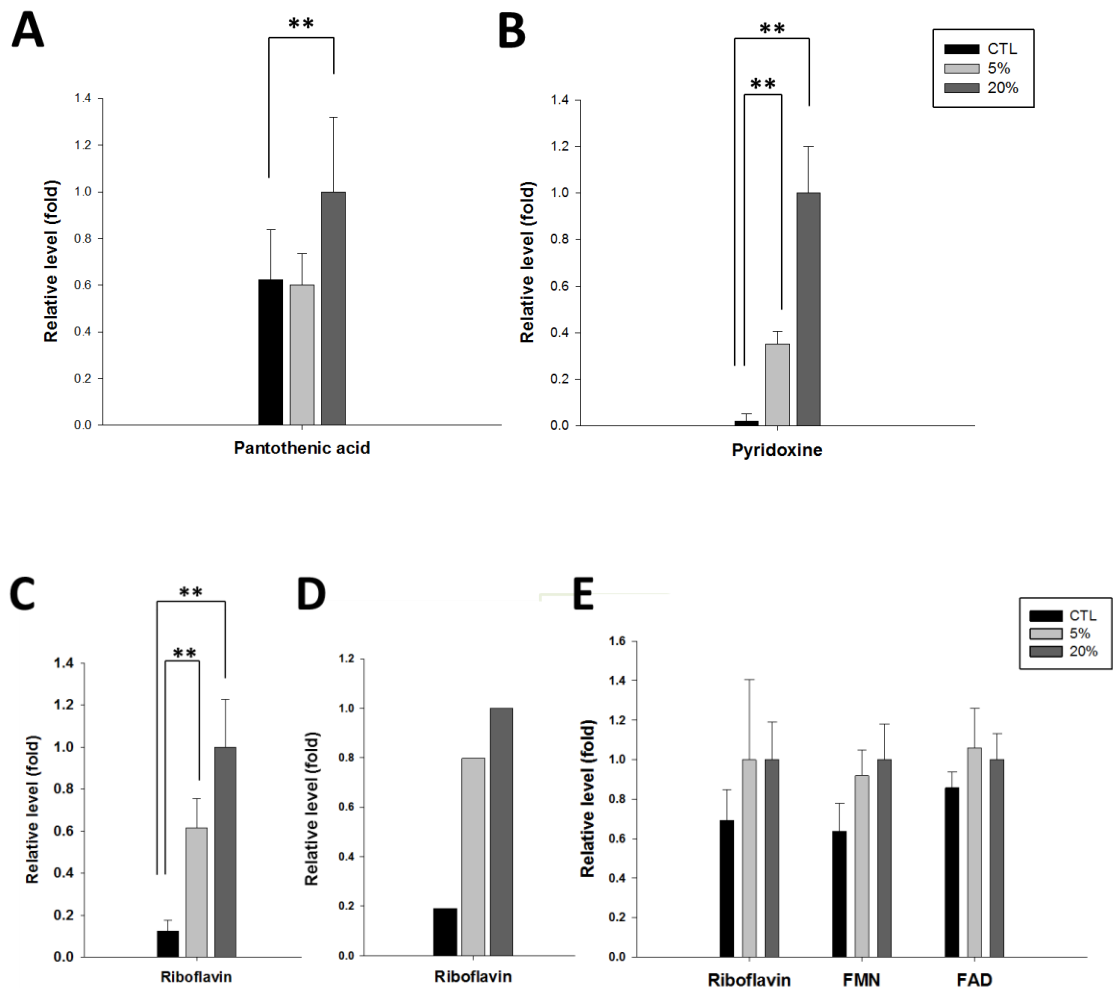 A
**
Relative level (fold)
1.4
1.2
1.0
0.8
0.6
0.4
0.2
0.0
Pantothenic acid
B
**
**
CTL
5%
20%
Relative level (fold)
1.4
1.2
1.0
0.8
0.6
0.4
0.2
0.0
Pyridoxine
C
**
**
Relative level (fold)
1.4
1.2
1.0
0.8
0.6
0.4
0.2
0.0
Riboflavin
D
Relative level (fold)
1.2
1.0
0.8
0.6
0.4
0.2
0.0
Riboflavin
E
CTL
5%
20%
Relative level (fold)
1.6
1.4
1.2
1.0
0.8
0.6
0.4
0.2
0.0
Riboflavin FMN FAD